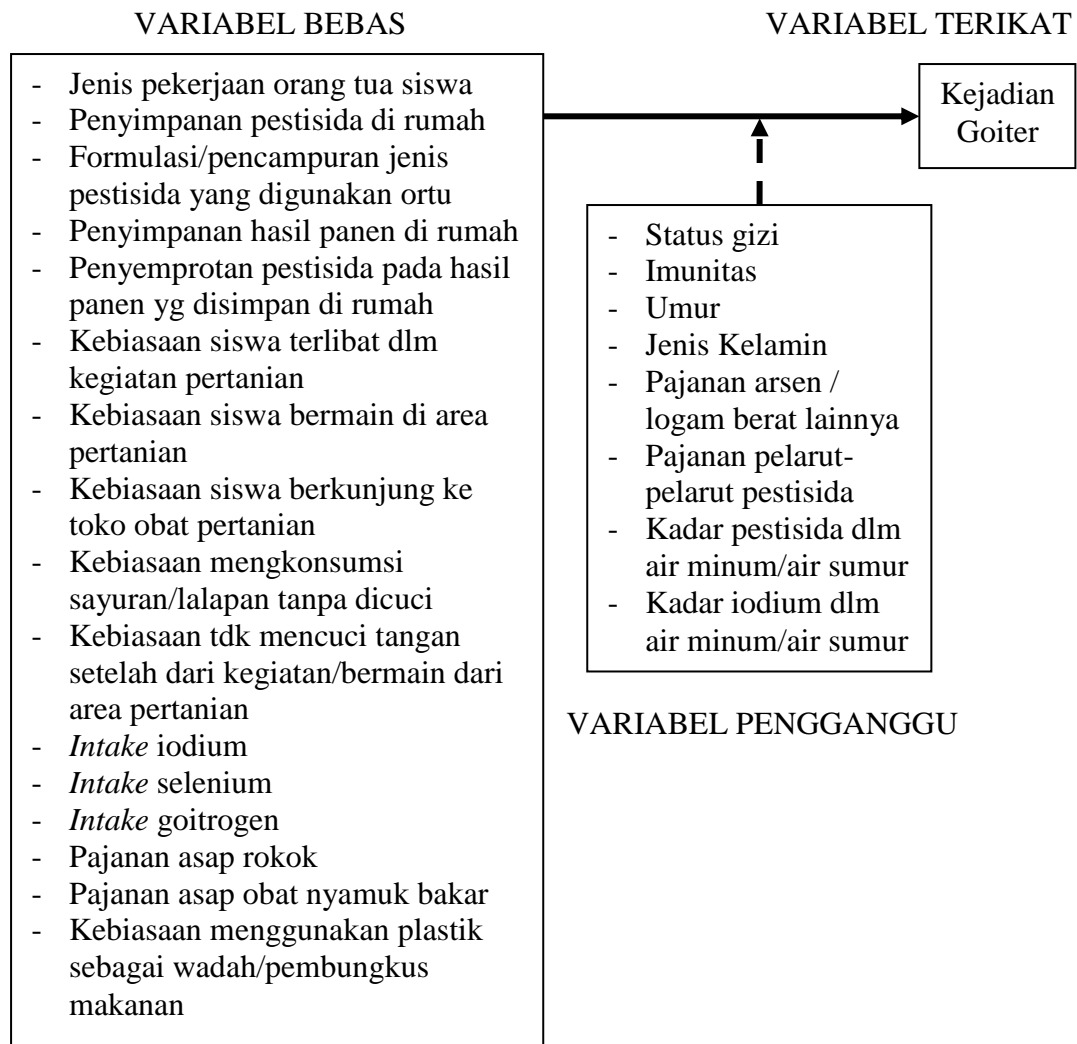 VARIABEL BEBAS
VARIABEL TERIKAT
- Jenis pekerjaan orang tua siswa
- Penyimpanan pestisida di rumah
- Formulasi/pencampuran jenis
pestisida yang digunakan ortu
- Penyimpanan hasil panen di rumah
- Penyemprotan pestisida pada hasil
panen yg disimpan di rumah
- Kebiasaan siswa terlibat dlm
kegiatan pertanian
- Kebiasaan siswa bermain di area
pertanian
- Kebiasaan siswa berkunjung ke
toko obat pertanian
- Kebiasaan mengkonsumsi
sayuran/lalapan tanpa dicuci
- Kebiasaan tdk mencuci tangan
setelah dari kegiatan/bermain dari
area pertanian
- Intake iodium
- Intake selenium
- Intake goitrogen
- Pajanan asap rokok
- Pajanan asap obat nyamuk bakar
- Kebiasaan menggunakan plastik
sebagai wadah/pembungkus
makanan
Kejadian
Goiter
- Status gizi
- Imunitas
- Umur
- Jenis Kelamin
- Pajanan arsen /
logam berat lainnya
- Pajanan pelarut-
pelarut pestisida
- Kadar pestisida dlm
air minum/air sumur
- Kadar iodium dlm
air minum/air sumur
VARIABEL PENGGANGGU